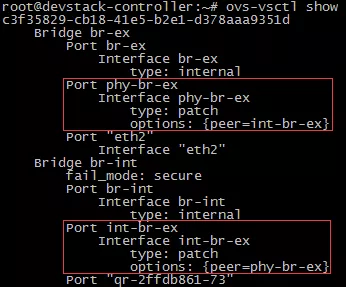 root@devstack-controller:~# ovs-vsctl show
c3f35829-cb18-41e5-b2e1-d378aaa9351d
Bridge br-ex
Port br-ex
Interface br-ex
type: internal
Port phy-br-ex
Interface phy-br-ex
type: patch
options: {peer=int-br-ex}
Port "eth2"
Interface "eth2"
Bridge br-int
fail_mode: secure
Port br-int
Interface br-int
type: internal
Port int-br-ex
Interface int-br-ex
type: patch
options: {peer=phy-br-ex}
Port "qr-2ffdb861-73"